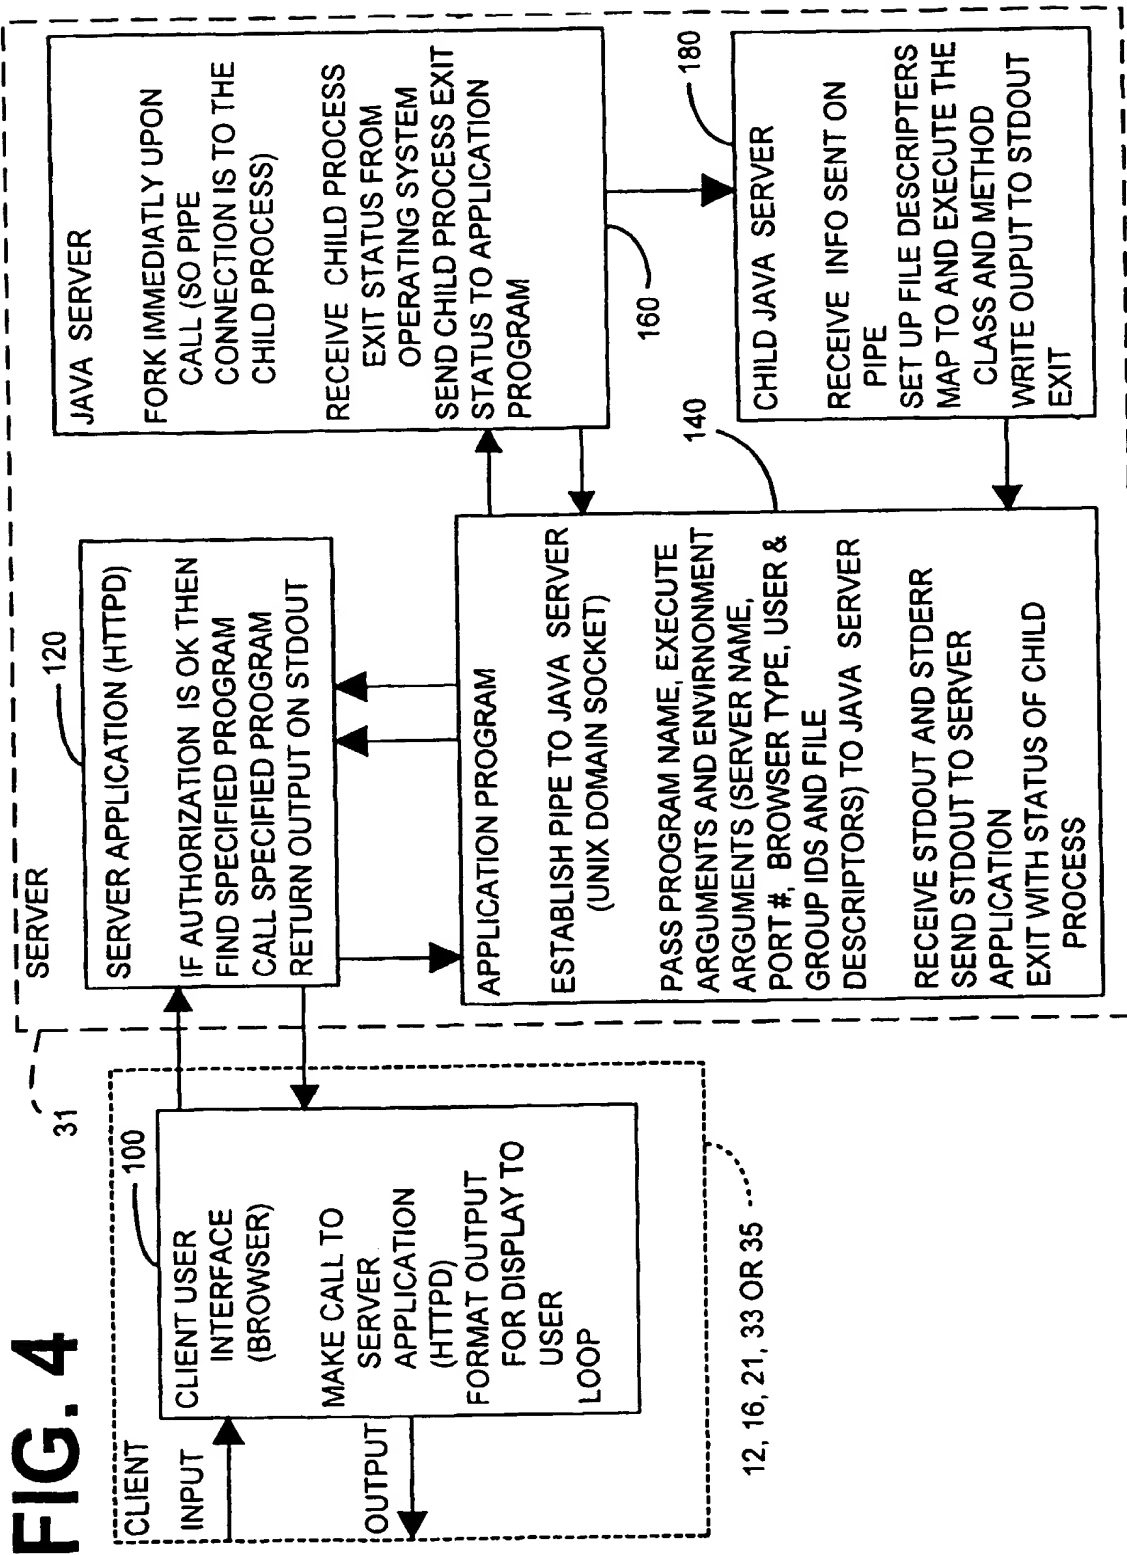 FIG. 4
CLIENT
INPUT
OUTPUT
100
CLIENT USER
INTERFACE
(BROWSER)
MAKE CALL TO
SERVER
APPLICATION
(HTTPD)
FORMAT OUTPUT
FOR DISPLAY TO
USER
LOOP
12, 16, 21, 33 OR 35
31
SERVER
120
SERVER APPLICATION (HTTPD)
IF AUTHORIZATION IS OK THEN
FIND SPECIFIED PROGRAM
CALL SPECIFIED PROGRAM
RETURN OUTPUT ON STDOUT
APPLICATION PROGRAM
ESTABLISH PIPE TO JAVA SERVER
(UNIX DOMAIN SOCKET)
PASS PROGRAM NAME, EXECUTE
ARGUMENTS AND ENVIRNONMENT
ARGUMENTS (SERVER NAME,
PORT #, BROWSER TYPE, USER &
GROUP IDS AND FILE
DESCRIPTORS) TO JAVA SERVER
RECEIVE STDOUT AND STDERR
SEND STDOUT TO SERVER
APPLICATION
EXIT WITH STATUS OF CHILD
PROCESS
140
JAVA SERVER
FORK IMMEDIATLY UPON
CALL (SO PIPE
CONNECTION IS TO THE
CHILD PROCESS)
RECEIVE CHILD PROCESS
EXIT STATUS FROM
OPERATING SYSTEM
SEND CHILD PROCESS EXIT
STATUS TO APPLICATION
PROGRAM
160
180
CHILD JAVA SERVER
RECEIVE INFO SENT ON
PIPE
SET UP FILE DESCRIPTERS
MAP TO AND EXECUTE THE
CLASS AND METHOD
WRITE OUPUT TO STDOUT
EXIT